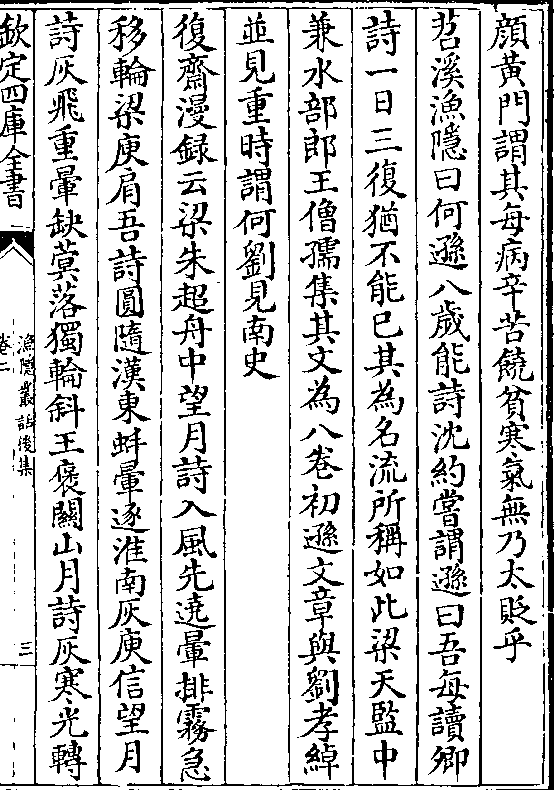 顔黄門謂其每病辛苦饒貧寒氣無乃太貶乎
苕溪漁隱曰何遜八歲能詩沈約嘗謂遜曰吾每讀卿
詩一日三復猶不能已其為名流所稱如此梁天監中
兼水部郎王僧孺集其文為八卷初遜文章與劉孝綽
並見重時謂何劉見南史
復齋漫録云梁朱超舟中望月詩入風先遶暈排霧急
移輪梁庾肩吾詩圓隨漢東蚌暈逐淮南灰庾信望月
詩灰飛重暈缺蓂落獨輪斜王褒關山月詩灰寒光轉
欽定四庫全書
漁隱叢話後集
卷二
三